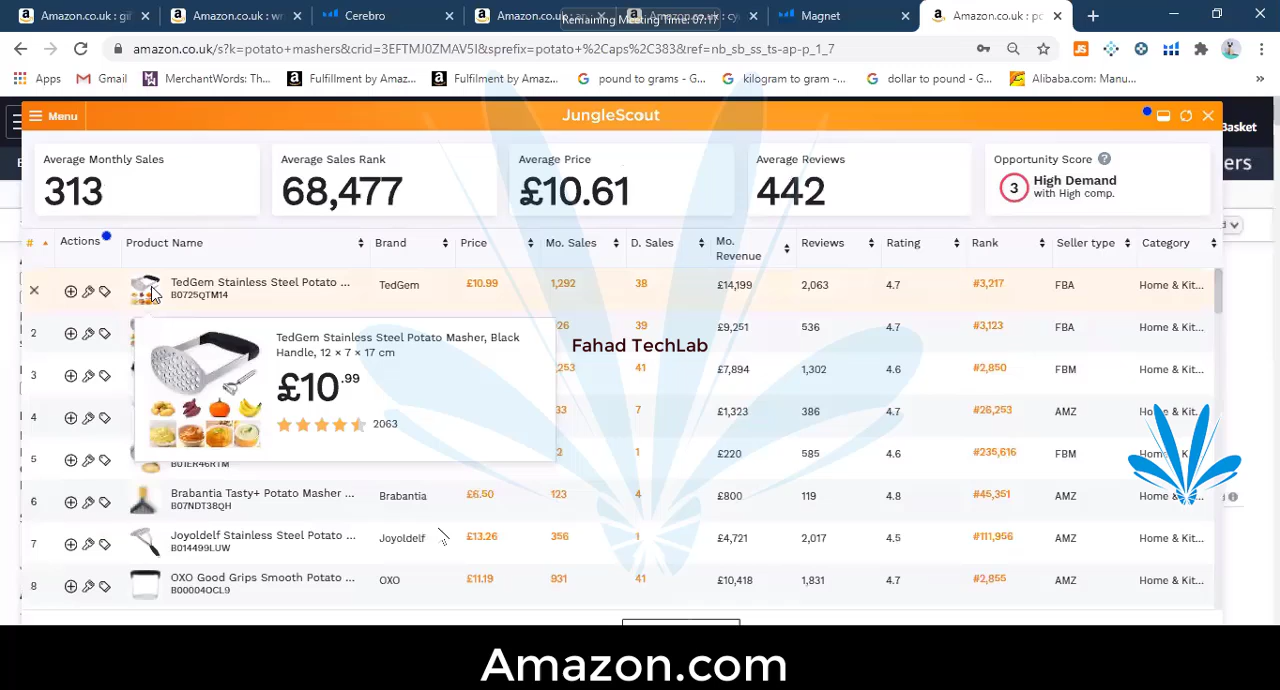 Amazon.co.uk : gi
Amazon.co.uk : wr
Cerebro
Amazon.co.uk
Remaining Meeting Time: 07:17
Magnet
Amazon.co.uk : po
amazon.co.uk/s?k=potato+mashers&crid=3EFTMJ0ZMAV5I&sprefix=potato+%2Caps%2C383&ref=nb_sb_ss_ts-ap-p_1_7
Apps
Gmail
MerchantWords: Th...
Fulfillment by Amaz...
Fulfilment by Amaz...
pound to grams - G...
kilogram to gram -...
dollar to pound - G...
Alibaba.com: Manu...
Menu
JungleScout
Basket
Average Monthly Sales
313
Average Sales Rank
68,477
Average Price
£10.61
Average Reviews
442
Opportunity Score
3
High Demand
with High comp.
# Actions Product Name Brand Price Mo. Sales D. Sales Mo. Revenue Reviews Rating Rank Seller type Category
TedGem Stainless Steel Potato ... TedGem £10.99 1,292 38 £14,199 2,063 4.7 #3,217 FBA Home & Kit...
B0725QTM14
2 39 £9,251 536 4.7 #3,123 FBA Home & Kit...
TedGem Stainless Steel Potato Masher, Black
Handle, 12 × 7 × 17 cm
£10.99
2063
Fahad TechLab
3 41 £7,894 1,302 4.6 #2,850 FBM Home & Kit...
4 7 £1,323 386 4.7 #26,253 AMZ
5 1 £220 585 4.6 #235,616 FBM
B01ER46RTM
6 Brabantia Tasty+ Potato Masher ... Brabantia £6.50 123 4 £800 119 4.8 #45,351 AMZ
B07NDT38QH
7 Joyoldelf Stainless Steel Potato ... Joyoldelf £13.26 356 1 £4,721 2,017 4.5 #111,956 AMZ Home & Kit...
B014499LUW
8 OXO Good Grips Smooth Potato ... OXO £11.19 931 41 £10,418 1,831 4.7 #2,855 AMZ Home & Kit...
B00004OCL9
Amazon.com